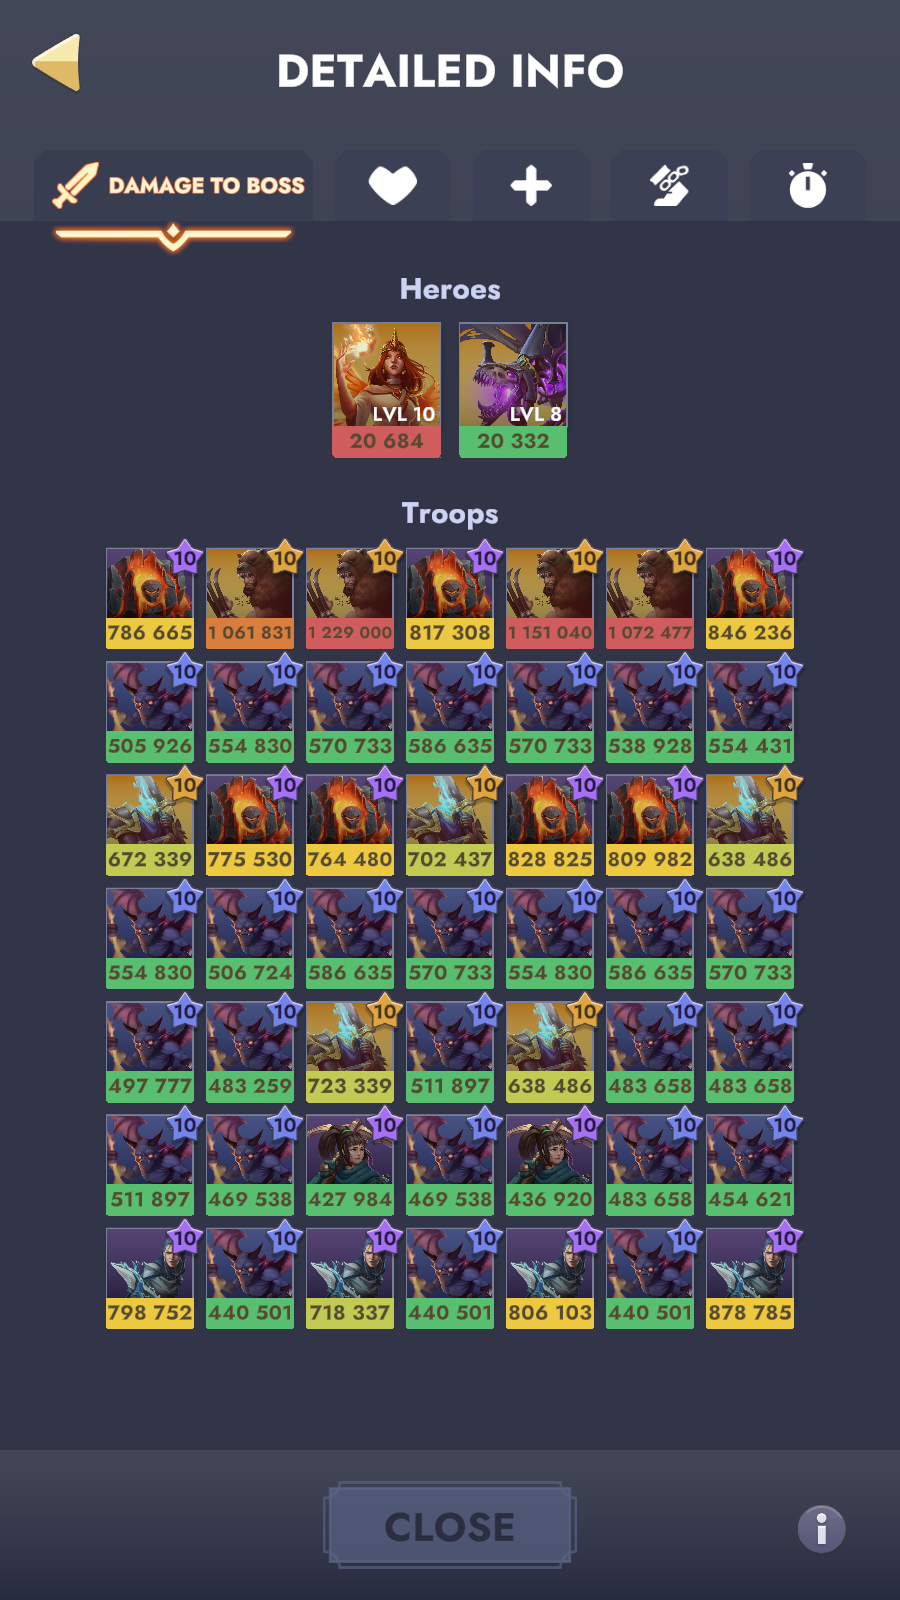 DETAILED INFO
DAMAGE TO BOSS
Heroes
LVL 10 LVL 8
20 684 20 332
Troops
10 10 10 10 10 10 10
786 665 1 061 831 1 229 000 817 308 1 151 040 1 072 477 846 236
10 10 10 10 10 10 10
505 926 554 830 570 733 586 635 570 733 538 928 554 431
10 10 10 10 10 10 10
672 339 775 530 764 480 702 437 828 825 809 982 638 486
10 10 10 10 10 10 10
554 830 506 724 586 635 570 733 554 830 586 635 570 733
10 10 10 10 10 10 10
497 777 483 259 723 339 511 897 638 486 483 658 483 658
10 10 10 10 10 10 10
511 897 469 538 427 984 469 538 436 920 483 658 454 621
10 10 10 10 10 10 10
798 752 440 501 718 337 440 501 806 103 440 501 878 785
CLOSE